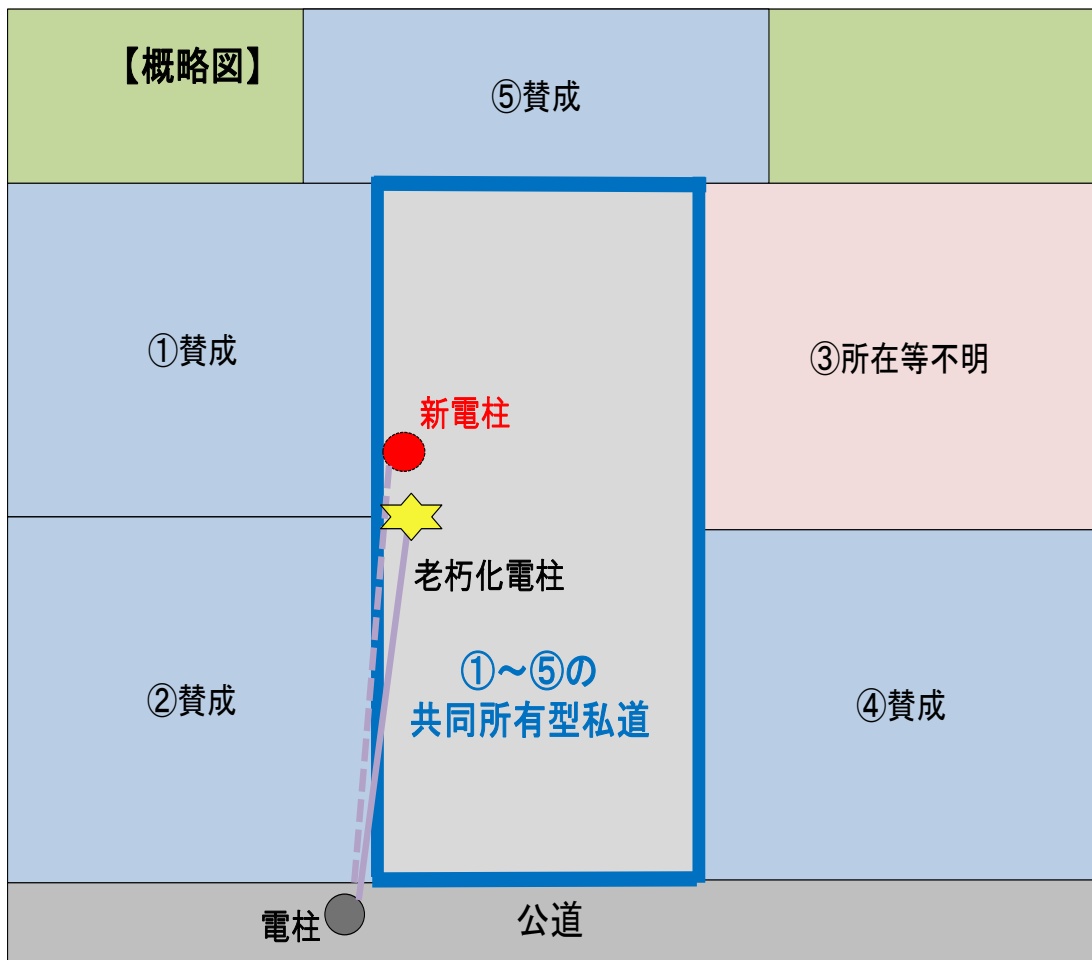 【概略図】
⑤賛成
①賛成
③所在等不明
新電柱
老朽化電柱
①～⑤の
共同所有型私道
②賛成
④賛成
電柱
公道